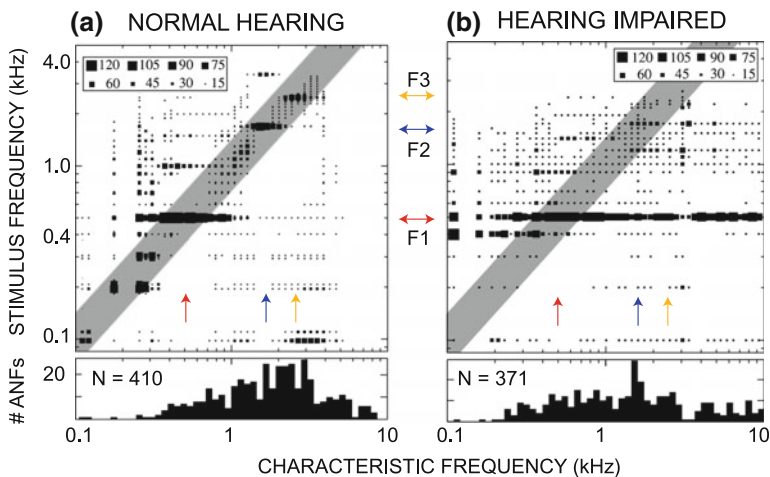 (a) NORMAL HEARING
(b) HEARING IMPAIRED
STIMULUS FREQUENCY (kHz)
4.0
1.0
0.4
0.1
120 105 90 75
60 45 30 15
F3
F2
F1
120 105 90 75
60 45 30 15
# ANFs
20
N = 410
N = 371
0.1 1 10
0.1 1 10
CHARACTERISTIC FREQUENCY (kHz)